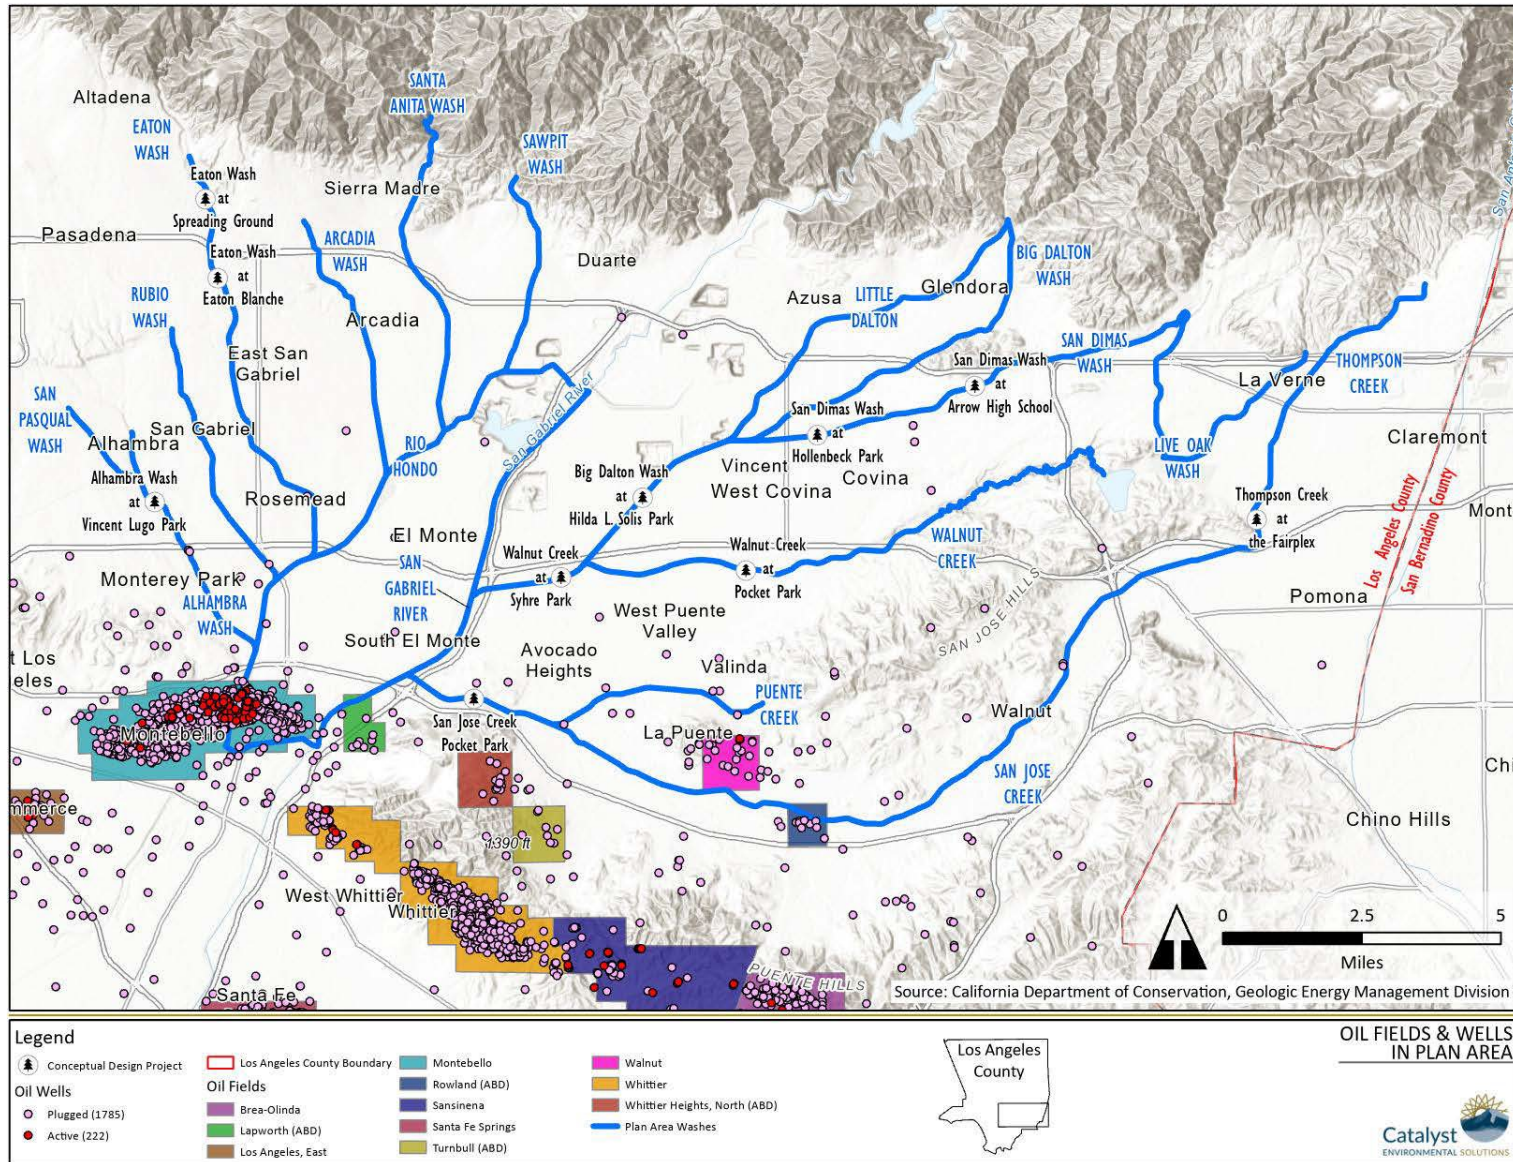 SANTA
ANITA WASH
Altadena
EATON
WASH
SAWPIT
WASH
Eaton Wash
at
Spreading Ground
Sierra Madre
Pasadena
ARCADIA
WASH
Eaton Wash
at
Eaton Blanche
Duarte
BIG DALTON
WASH
RUBIO
WASH
Azusa
LITTLE
DALTON
Glendora
Arcadia
East San
Gabriel
San Dimas Wash
at
Arrow High School
SAN DIMAS
WASH
La Verne
THOMPSON
CREEK
SAN
PASQUAL
WASH
San Gabriel
Alhambra
RIO
HONDO
San Gabriel River
San Dimas Wash
at
Hollenbeck Park
Claremont
LIVE OAK
WASH
Alhambra Wash
at
Vincent Lugo Park
Rosemead
Big Dalton Wash
at
Hilda L. Solis Park
Vincent
West Covina
Covina
Thompson Creek
at
the Fairplex
Los Angeles County
San Bernadino County
Mont
El Monte
SAN
GABRIEL
RIVER
Walnut Creek
at
Syhre Park
Walnut Creek
at
Pocket Park
WALNUT
CREEK
Monterey Park
ALHAMBRA
WASH
SAN JOSE HILLS
Pomona
South El Monte
West Puente
Valley
Avocado
Heights
Valinda
t Los
eles
PUENTE
CREEK
Walnut
Montebello
San Jose Creek
Pocket Park
La Puente
SAN JOSE
CREEK
Chi
mmerce
Chino Hills
1390 ft
West Whittier
Whittier
PUENTE HILLS
Santa Fe
0 2.5 5
Miles
Source: California Department of Conservation, Geologic Energy Management Division
Legend
Conceptual Design Project
Oil Wells
Plugged (1785)
Active (222)
Los Angeles County Boundary
Oil Fields
Brea-Olinda
Lapworth (ABD)
Los Angeles, East
Montebello
Rowland (ABD)
Sansinena
Santa Fe Springs
Turnbull (ABD)
Walnut
Whittier
Whittier Heights, North (ABD)
Plan Area Washes
Los Angeles
County
OIL FIELDS & WELLS
IN PLAN AREA
Catalyst
ENVIRONMENTAL SOLUTIONS